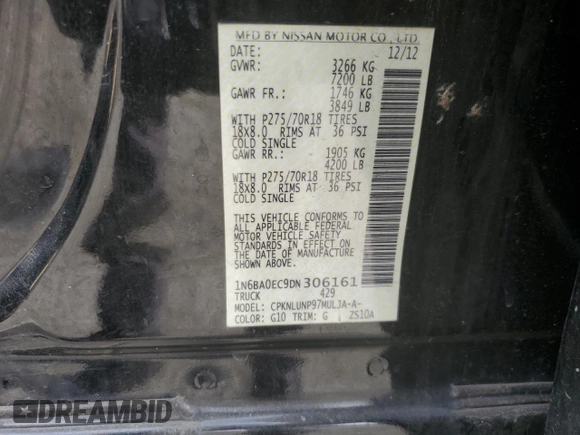 MFD BY NISSAN MOTOR CO., LTD.
DATE: 12/12
GVWR: 3266 KG
7200 LB
GAWR FR.: 1746 KG
3849 LB
WITH P275/70R18 TIRES
18X8.0 RIMS AT 36 PSI
COLD SINGLE
GAWR RR.: 1905 KG
4200 LB
WITH P275/70R18 TIRES
18X8.0 RIMS AT 36 PSI
COLD SINGLE
THIS VEHICLE CONFORMS TO
ALL APPLICABLE FEDERAL
MOTOR VEHICLE SAFETY
STANDARDS IN EFFECT ON
THE DATE OF MANUFACTURE
SHOWN ABOVE.
1N6BA0EC9DN306161
TRUCK 429
MODEL: CPKNLUNP97MULJA-A-
COLOR: G10 TRIM: G ZS10A
DREAMBID